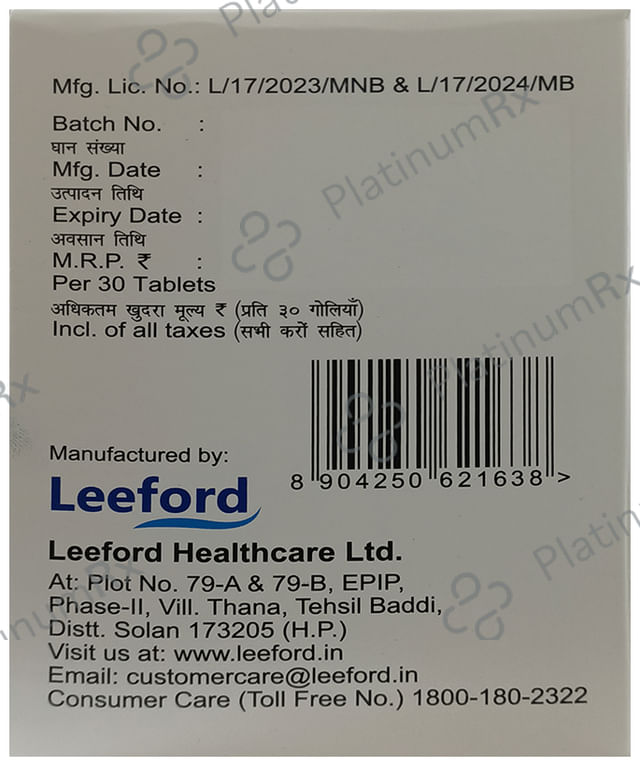 Mfg. Lic. No.: L/17/2023/MNB & L/17/2024/MB
Batch No. :
घान संख्या
Mfg. Date :
उत्पादन तिथि
Expiry Date :
अवसान तिथि
M.R.P. ₹ :
Per 30 Tablets
अधिकतम खुदरा मूल्य ₹ (प्रति ३० गोलियाँ)
Incl. of all taxes (सभी करों सहित)
8 904250 621638 >
Manufactured by:
Leeford
Leeford Healthcare Ltd.
At: Plot No. 79-A & 79-B, EPIP,
Phase-II, Vill. Thana, Tehsil Baddi,
Distt. Solan 173205 (H.P.)
Visit us at: www.leeford.in
Email: customercare@leeford.in
Consumer Care (Toll Free No.) 1800-180-2322
PlatinumRx
PlatinumRx
PlatinumRx